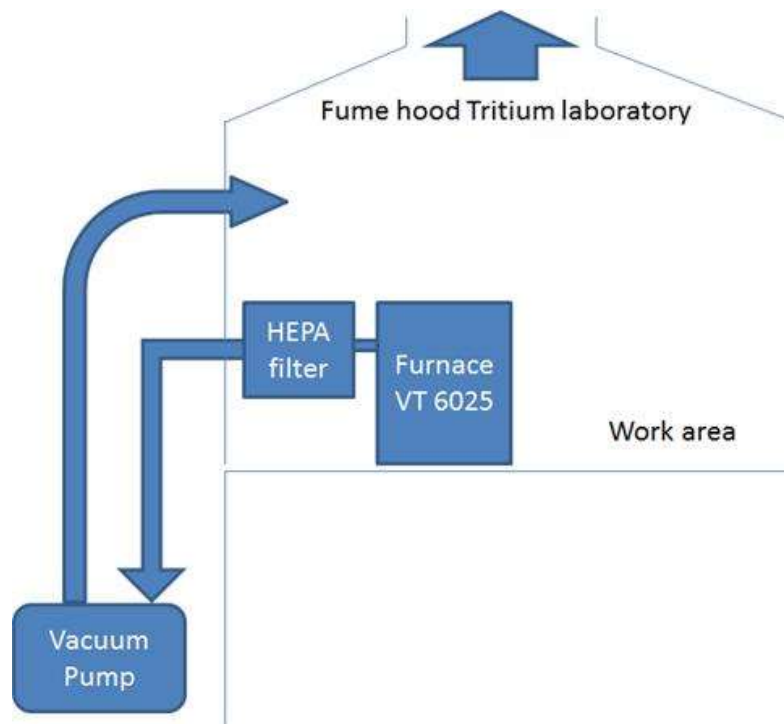 Fume hood Tritium laboratory
HEPA
filter
Furnace
VT 6025
Work area
Vacuum
Pump